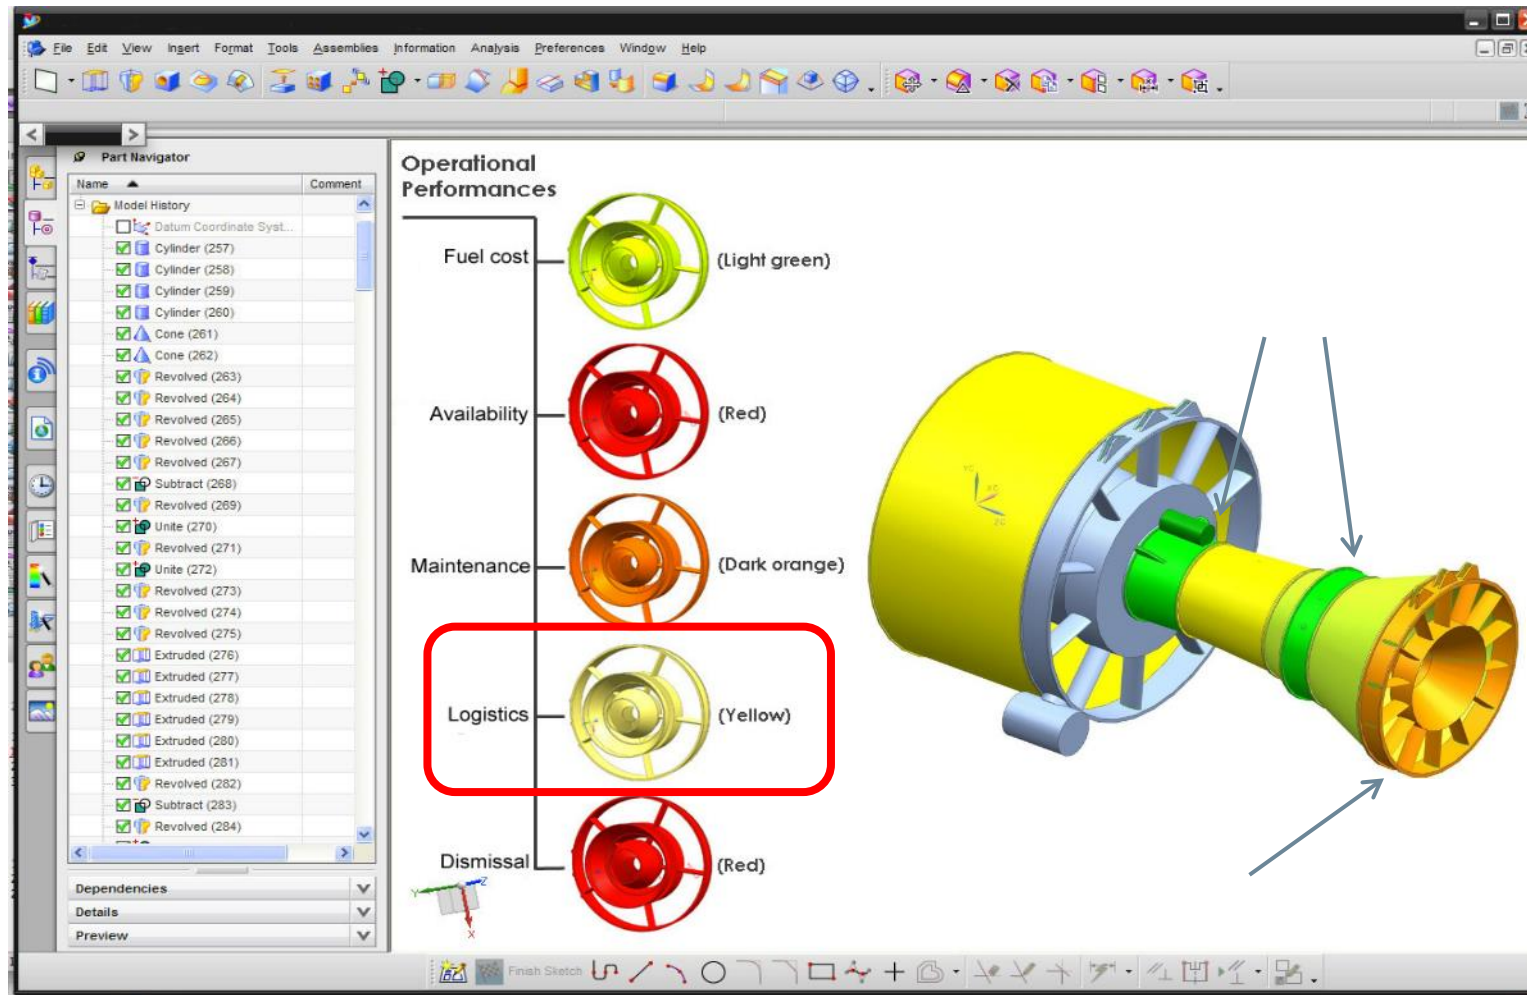 File Edit View Insert Format Tools Assemblies Information Analysis Preferences Window Help
Part Navigator
Name Comment
Model History
Datum Coordinate Syst...
Cylinder (257)
Cylinder (258)
Cylinder (259)
Cylinder (260)
Cone (261)
Cone (262)
Revolved (263)
Revolved (264)
Revolved (265)
Revolved (266)
Revolved (267)
Subtract (268)
Revolved (269)
Unite (270)
Revolved (271)
Unite (272)
Revolved (273)
Revolved (274)
Revolved (275)
Extruded (276)
Extruded (277)
Extruded (278)
Extruded (279)
Extruded (280)
Extruded (281)
Revolved (282)
Subtract (283)
Revolved (284)
Dependencies
Details
Preview
Operational
Performances
Fuel cost (Light green)
Availability (Red)
Maintenance (Dark orange)
Logistics (Yellow)
Dismissal (Red)
Y Z
X
YC
XC
ZC
Finish Sketch